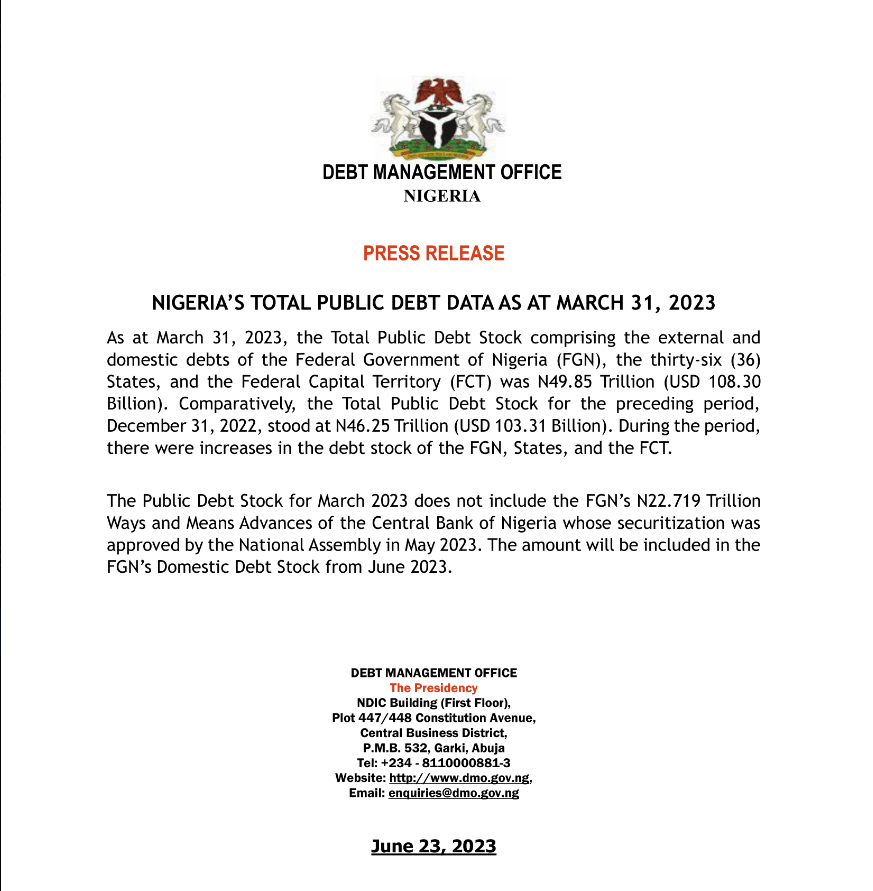 DEBT MANAGEMENT OFFICE
NIGERIA
PRESS RELEASE
NIGERIA’S TOTAL PUBLIC DEBT DATA AS AT MARCH 31, 2023
As at March 31, 2023, the Total Public Debt Stock comprising the external and
domestic debts of the Federal Government of Nigeria (FGN), the thirty-six (36)
States, and the Federal Capital Territory (FCT) was N49.85 Trillion (USD 108.30
Billion). Comparatively, the Total Public Debt Stock for the preceding period,
December 31, 2022, stood at N46.25 Trillion (USD 103.31 Billion). During the period,
there were increases in the debt stock of the FGN, States, and the FCT.
The Public Debt Stock for March 2023 does not include the FGN’s N22.719 Trillion
Ways and Means Advances of the Central Bank of Nigeria whose securitization was
approved by the National Assembly in May 2023. The amount will be included in the
FGN’s Domestic Debt Stock from June 2023.
DEBT MANAGEMENT OFFICE
The Presidency
NDIC Building (First Floor),
Plot 447/448 Constitution Avenue,
Central Business District,
P.M.B. 532, Garki, Abuja
Tel: +234 - 8110000881-3
Website: http://www.dmo.gov.ng,
Email: enquiries@dmo.gov.ng
June 23, 2023